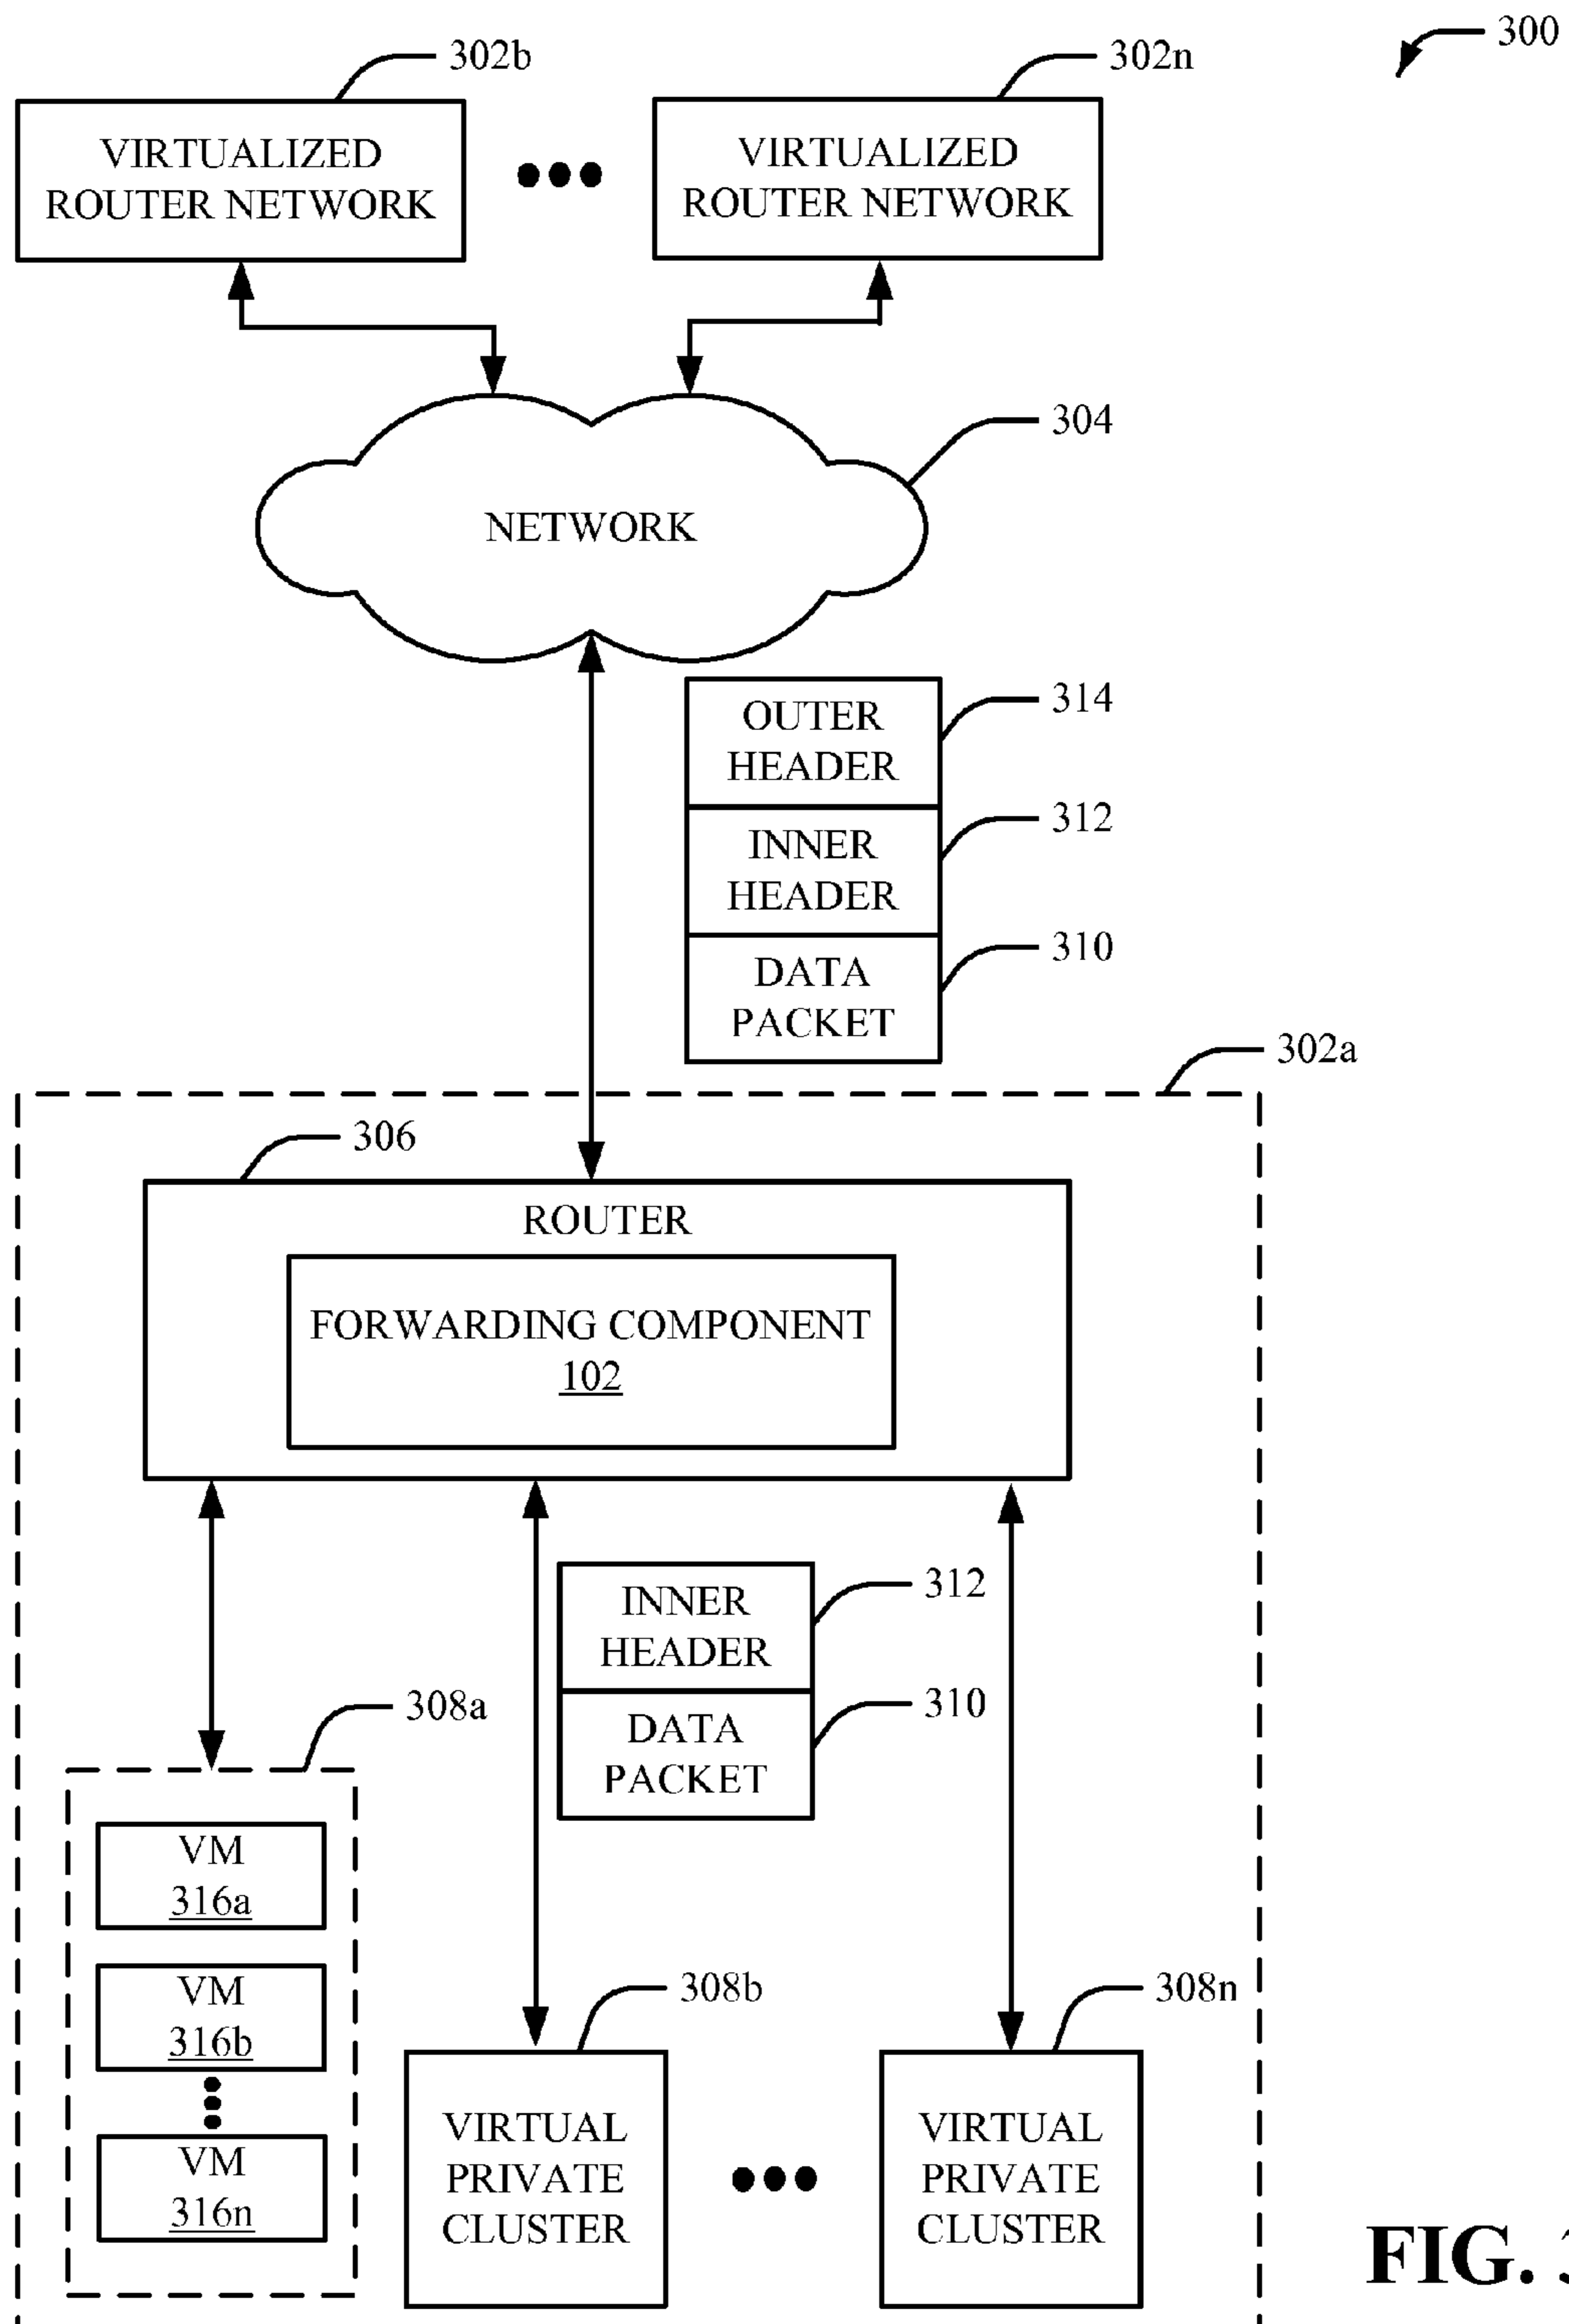 300
302b
302n
VIRTUALIZED
ROUTER NETWORK
VIRTUALIZED
ROUTER NETWORK
304
NETWORK
314
OUTER
HEADER
312
INNER
HEADER
310
DATA
PACKET
302a
306
ROUTER
FORWARDING COMPONENT
102
312
INNER
HEADER
310
DATA
PACKET
308a
VM
316a
VM
316b
VM
316n
308b
308n
VIRTUAL
PRIVATE
CLUSTER
VIRTUAL
PRIVATE
CLUSTER
FIG. 3